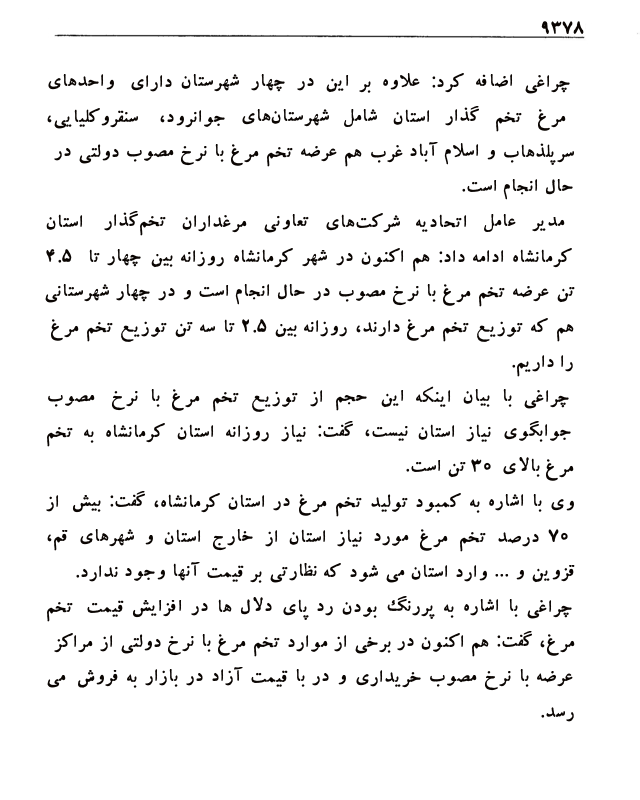 ۹۳۷۸
چراغی اضافه کرد: علاوه بر این در چهار شهرستان دارای واحدهای
مرغ تخم گذار استان شامل شهرستان‌های جوانرود، سنقروکلیایی،
سرپلذهاب و اسلام آباد غرب هم عرضه تخم مرغ با نرخ مصوب دولتی در
حال انجام است.
مدیر عامل اتحادیه شرکت‌های تعاونی مرغداران تخم‌گذار استان
کرمانشاه ادامه داد: هم اکنون در شهر کرمانشاه روزانه بین چهار تا ۴.۵
تن عرضه تخم مرغ با نرخ مصوب در حال انجام است و در چهار شهرستانی
هم که توزیع تخم مرغ دارند، روزانه بین ۲.۵ تا سه تن توزیع تخم مرغ
را داریم.
چراغی با بیان اینکه این حجم از توزیع تخم مرغ با نرخ مصوب
جوابگوی نیاز استان نیست، گفت: نیاز روزانه استان کرمانشاه به تخم
مرغ بالای ۳۰ تن است.
وی با اشاره به کمبود تولید تخم مرغ در استان کرمانشاه، گفت: بیش از
۷۰ درصد تخم مرغ مورد نیاز استان از خارج استان و شهرهای قم،
قزوین و ... وارد استان می شود که نظارتی بر قیمت آنها وجود ندارد.
چراغی با اشاره به پررنگ بودن رد پای دلال ها در افزایش قیمت تخم
مرغ، گفت: هم اکنون در برخی از موارد تخم مرغ با نرخ دولتی از مراکز
عرضه با نرخ مصوب خریداری و در با قیمت آزاد در بازار به فروش می
رسد.